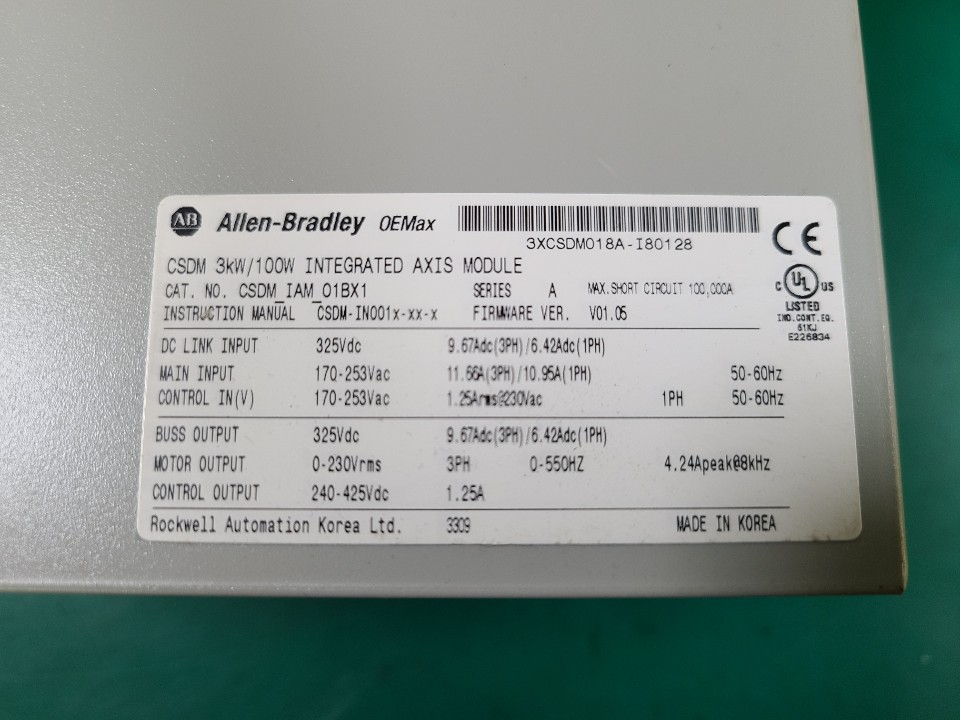 AB Allen-Bradley OEMax
3XCSDM018A-I80128
CE
CSDM 3kW/100W INTEGRATED AXIS MODULE
CAT. NO. CSDM_IAM_01BX1 SERIES A MAX.SHORT CIRCUIT 100,000A
INSTRUCTION MANUAL CSDM-IN001x-xx-x FIRMWARE VER. V01.05
C UL US
LISTED
IND.CONT.EQ.
61KJ
E226834
DC LINK INPUT 325Vdc 9.67Adc(3PH)/6.42Adc(1PH)
MAIN INPUT 170-253Vac 11.56A(3PH)/10.95A(1PH) 50-60Hz
CONTROL IN(V) 170-253Vac 1.25Arms@230Vac 1PH 50-60Hz
BUSS OUTPUT 325Vdc 9.67Adc(3PH)/6.42Adc(1PH)
MOTOR OUTPUT 0-230Vrms 3PH 0-550HZ 4.24Apeak@8kHz
CONTROL OUTPUT 240-425Vdc 1.25A
Rockwell Automation Korea Ltd. 3309 MADE IN KOREA